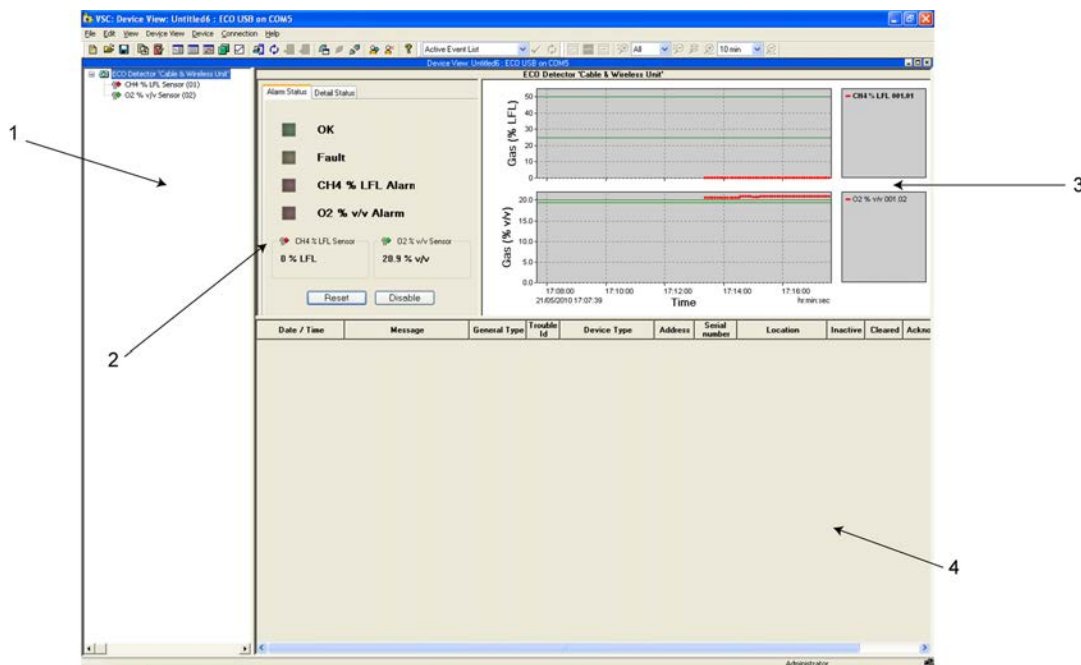 VSC: Device View: Untitled6 : ECO USB on COM5
File Edit View Device View Device Connection Help
Active Event List All 10 min
Device View: Untitled6 : ECO USB on COM5
ECO Detector 'Cable & Wireless Unit'
CH4 % LFL Sensor (01)
O2 % v/v Sensor (02)
ECO Detector 'Cable & Wireless Unit'
Alarm Status Detail Status
OK
Fault
CH4 % LFL Alarm
O2 % v/v Alarm
CH4 % LFL Sensor O2 % v/v Sensor
0 % LFL 20.9 % v/v
Reset Disable
Gas (% LFL)
50
40
30
20
10
0
CH4 % LFL 001,01
Gas (% v/v)
20.0
15.0
10.0
5.0
0.0
O2 % v/v 001,02
17:08:00 17:10:00 17:12:00 17:14:00 17:16:00
21/05/2010 17:07:39 Time hr:min:sec
Date / Time Message General Type Trouble Id Device Type Address Serial number Location Inactive Cleared Ackno
Administrator
1
2
3
4